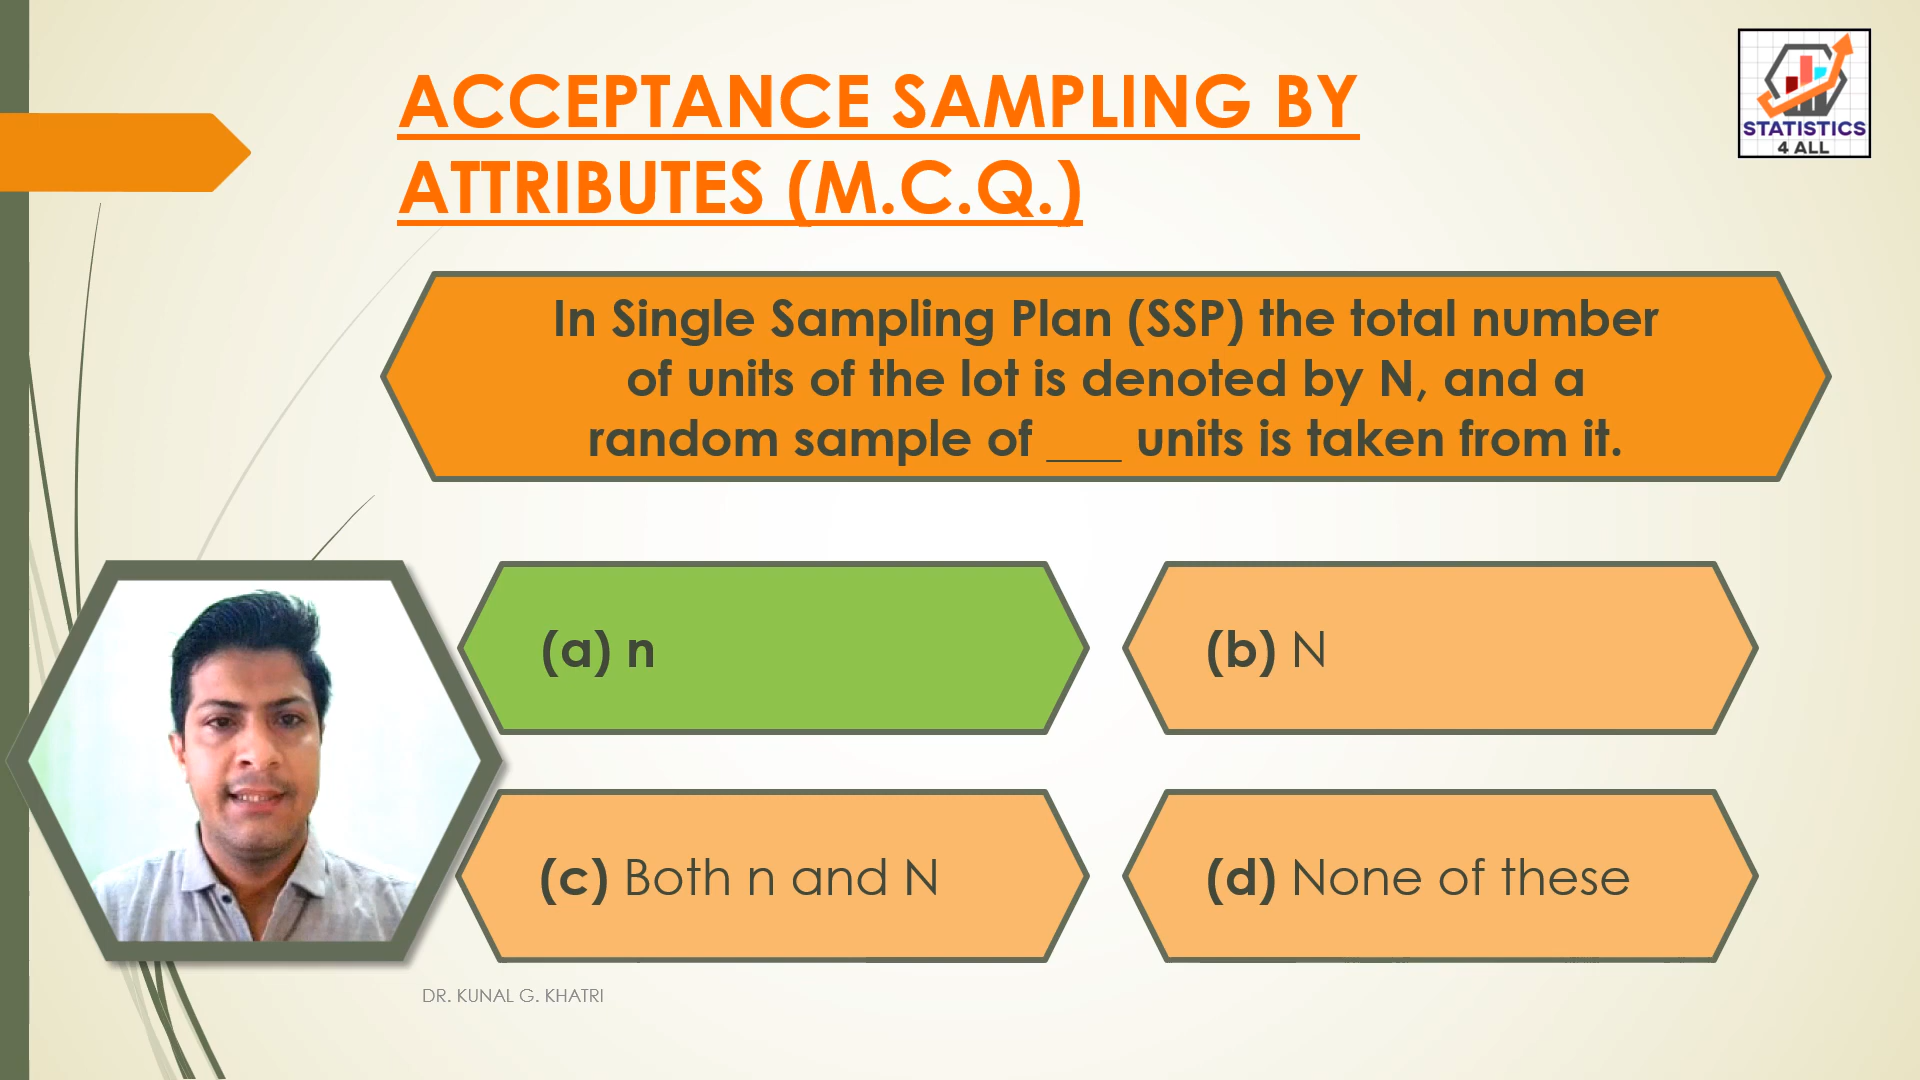 ACCEPTANCE SAMPLING BY
ATTRIBUTES (M.C.Q.)
STATISTICS
4 ALL
In Single Sampling Plan (SSP) the total number
of units of the lot is denoted by N, and a
random sample of ___ units is taken from it.
(a) n
(b) N
(c) Both n and N
(d) None of these
DR. KUNAL G. KHATRI